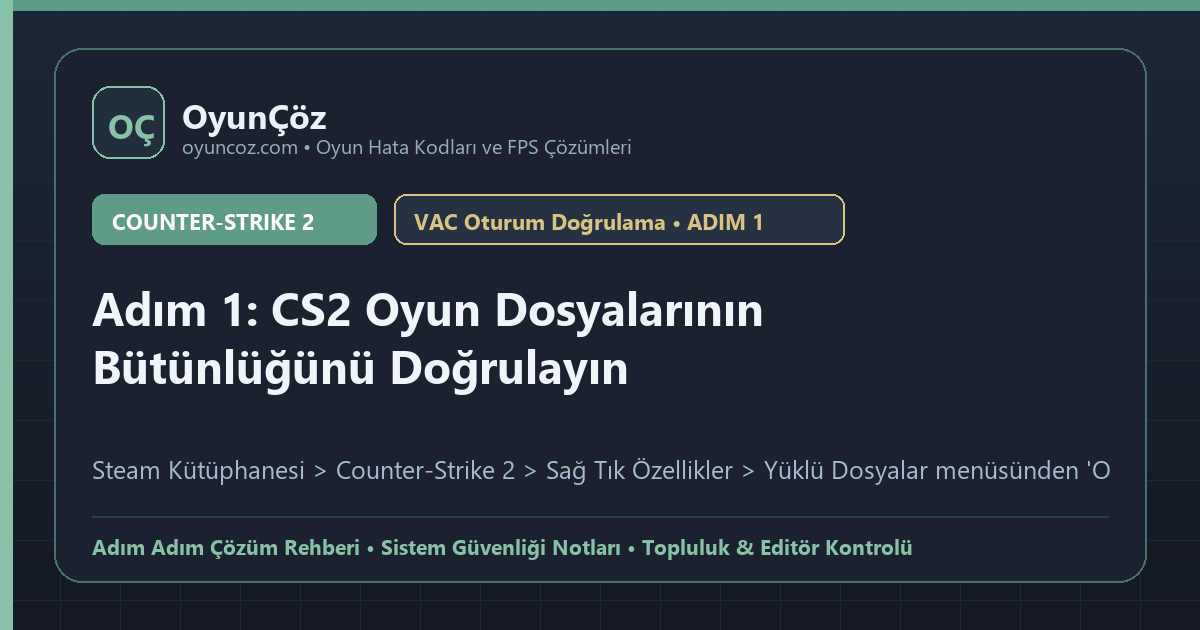 OÇ
OyunÇöz
oyuncoz.com • Oyun Hata Kodları ve FPS Çözümleri
COUNTER-STRIKE 2
VAC Oturum Doğrulama • ADIM 1
Adım 1: CS2 Oyun Dosyalarının
Bütünlüğünü Doğrulayın
Steam Kütüphanesi > Counter-Strike 2 > Sağ Tık Özellikler > Yüklü Dosyalar menüsünden 'O
Adım Adım Çözüm Rehberi • Sistem Güvenliği Notları • Topluluk & Editör Kontrolü